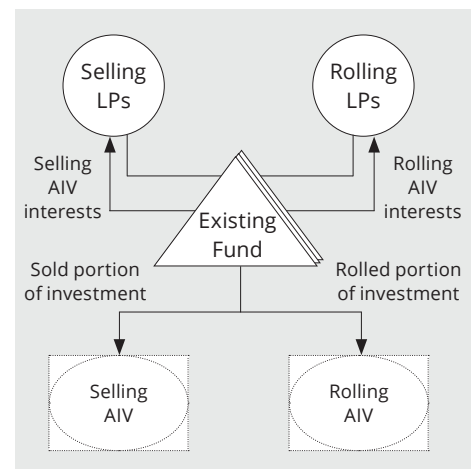 Selling
LPs
Rolling
LPs
Selling
AIV
interests
Rolling
AIV
interests
Existing
Fund
Sold portion
of investment
Rolled portion
of investment
Selling
AIV
Rolling
AIV